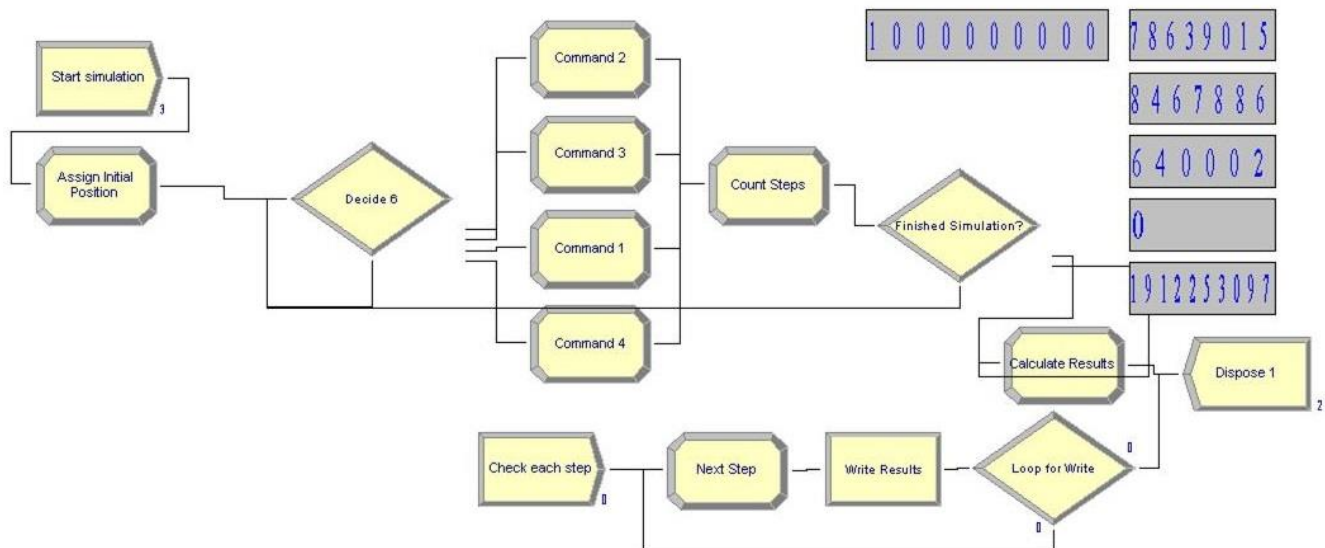 Command 2
1 0 0 0 0 0 0 0 0 0
7 8 6 3 9 0 1 5
Start simulation
3
8 4 6 7 8 8 6
Command 3
Assign Initial
Position
6 4 0 0 0 2
Decide 6
Count Steps
Finished Simulation?
0
Command 1
1 9 1 2 2 5 3 0 9 7
Command 4
Calculate Results
Dispose 1
2
Check each step
0
Next Step
Write Results
Loop for Write
0
0